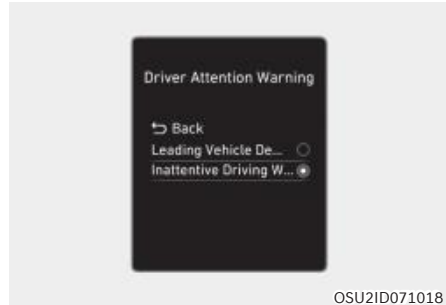 Driver Attention Warning
Back
Leading Vehicle De...
Inattentive Driving W...
OSU2ID071018